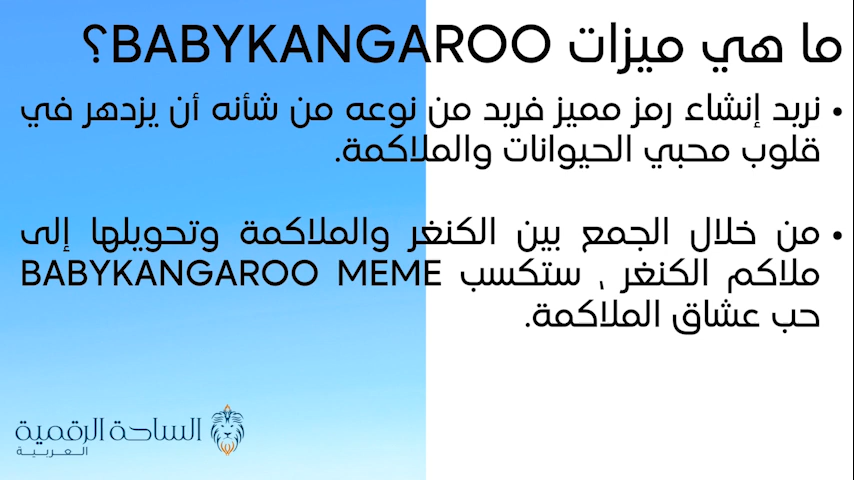 ما هي ميزات BABYKANGAROO؟
• نريد إنشاء رمز مميز فريد من نوعه من شأنه أن يزدهر في
قلوب محبي الحيوانات والملاكمة.
• من خلال الجمع بين الكنغر والملاكمة وتحويلها إلى
ملاكم الكنغر ، ستكسب BABYKANGAROO MEME
حب عشاق الملاكمة.
الساحة الرقمية
العربية